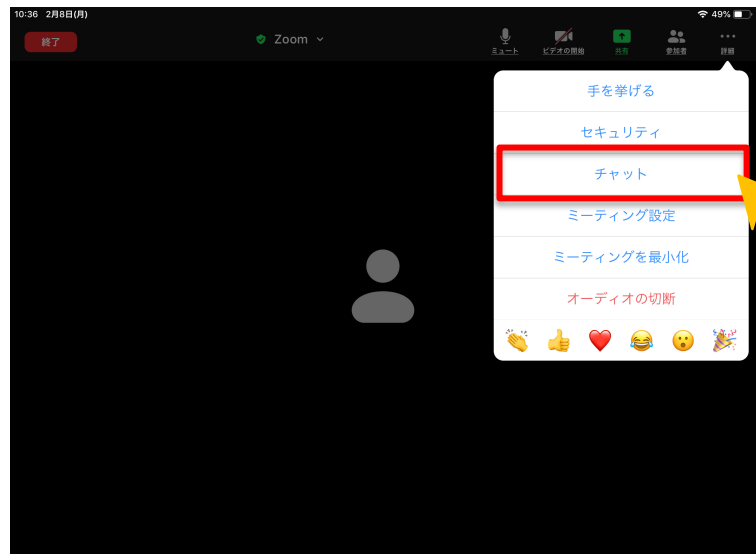 10:36 2月8日(月)
49%
終了
Zoom
ミュート
ビデオの開始
共有
参加者
詳細
手を挙げる
セキュリティ
チャット
ミーティング設定
ミーティングを最小化
オーディオの切断